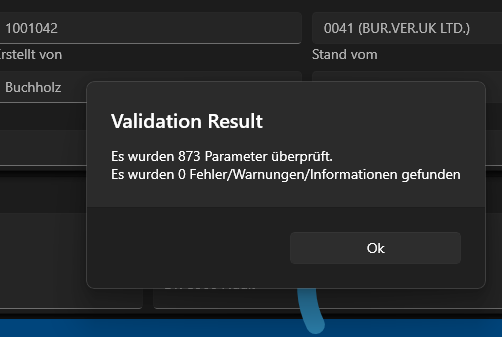 1001042
0041 (BUR.VER.UK LTD.)
rstellt von
Stand vom
Buchholz
Validation Result
Es wurden 873 Parameter überprüft.
Es wurden 0 Fehler/Warnungen/Informationen gefunden
Ok